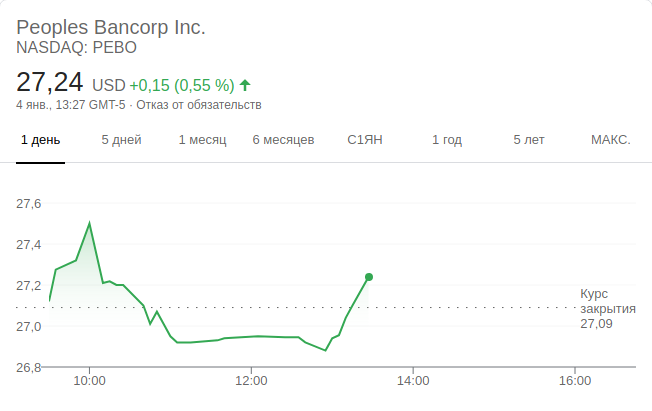 Peoples Bancorp Inc.
NASDAQ: PEBO
27,24 USD +0,15 (0,55 %)
4 янв., 13:27 GMT-5 · Отказ от обязательств
1 день 5 дней 1 месяц 6 месяцев С1ЯН 1 год 5 лет МАКС.
27,6
27,4
27,2
27,0
26,8
Курс
закрытия
27,09
10:00 12:00 14:00 16:00